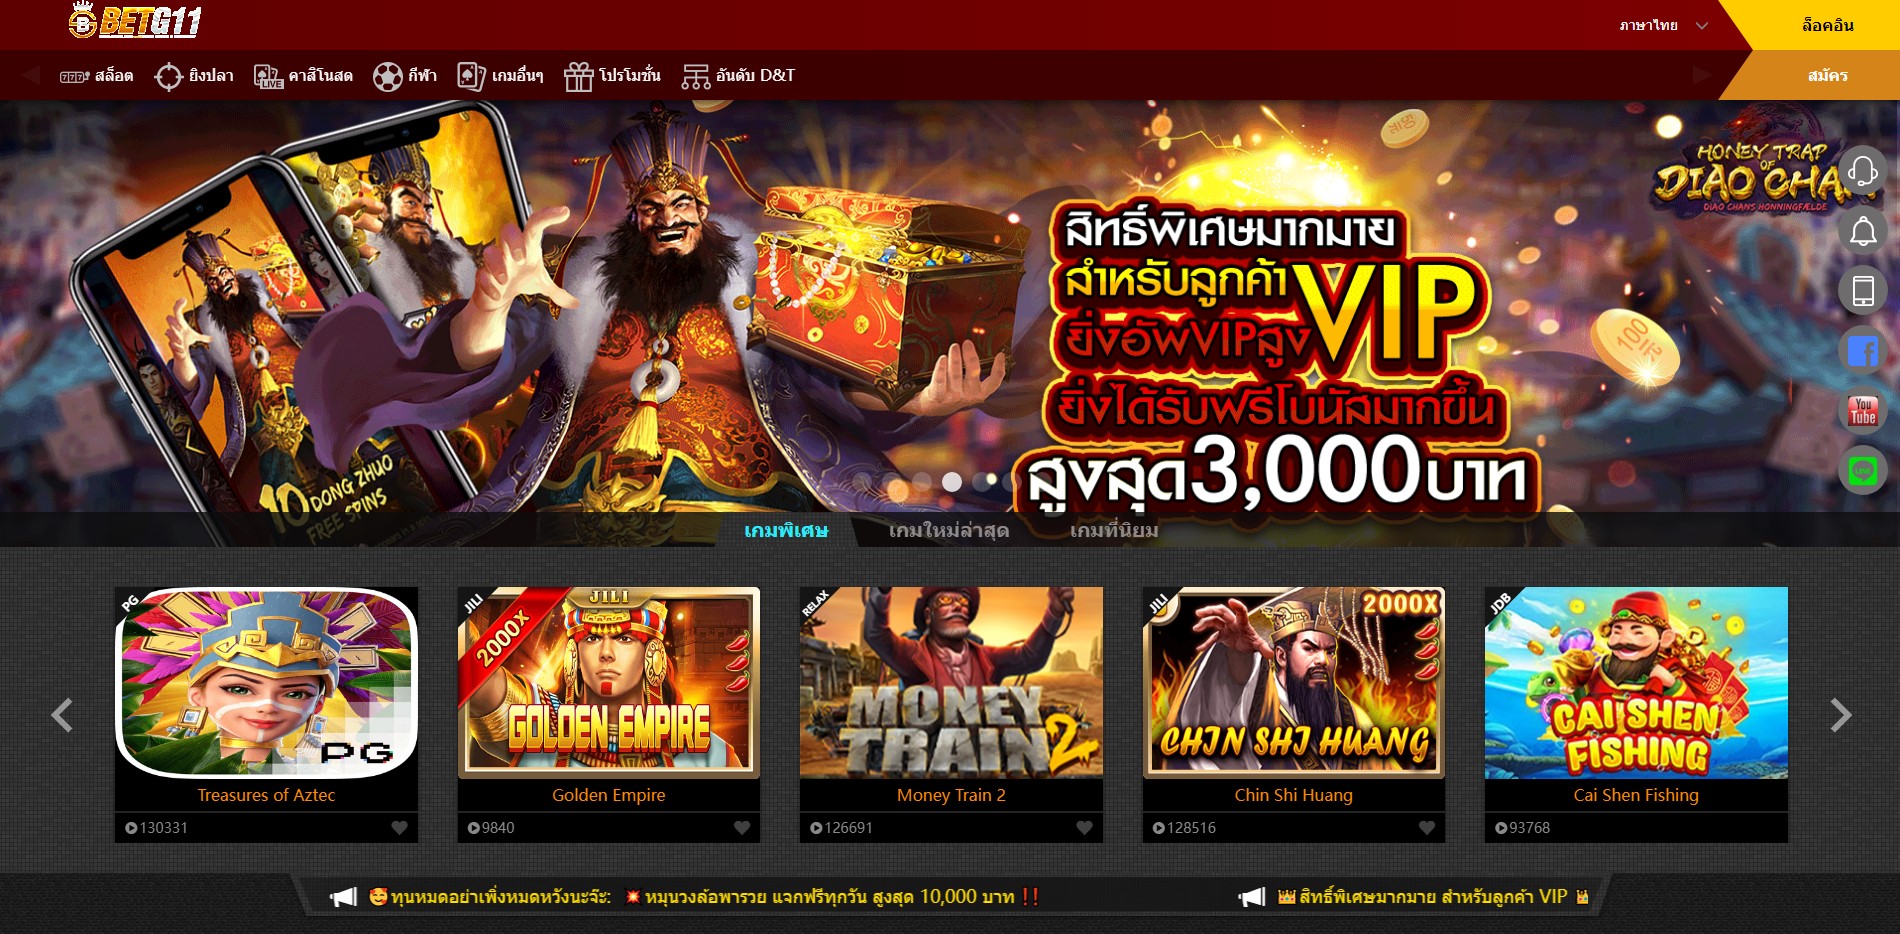 BETG11
ภาษาไทย
ล็อคอิน
สล็อต
ยิงปลา
LIVE
คาสิโนสด
กีฬา
เกมอื่นๆ
โปรโมชั่น
อันดับ D&T
สมัคร
HONEY TRAP
OF
DIAO CHAN
DIAO CHANS HONNINGFÆLDE
สิทธิ์พิเศษมากมาย
สำหรับลูกค้า VIP
ยิ่งอัพVIPสูง
ยิ่งได้รับฟรีโบนัสมากขึ้น
สูงสุด3,000บาท
100
10 DONG ZHUO
FREE SPINS
You
Tube
LINE
เกมพิเศษ
เกมใหม่ล่าสุด
เกมที่นิยม
PG
PG
Treasures of Aztec
130331
JILI
JILI
2000X
GOLDEN EMPIRE
Golden Empire
9840
RELAX
MONEY
TRAIN 2
Money Train 2
126691
JILI
2000X
CHIN SHI HUANG
Chin Shi Huang
128516
JDB
CAI SHEN
FISHING
Cai Shen Fishing
93768
🥰ทุนหมดอย่าเพิ่งหมดหวังนะจ๊ะ: 💥หมุนวงล้อพารวย แจกฟรีทุกวัน สูงสุด 10,000 บาท ‼️
👑สิทธิ์พิเศษมากมาย สำหรับลูกค้า VIP